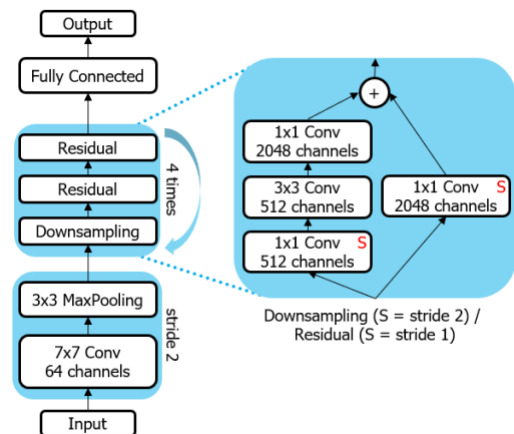 Output
Fully Connected
Residual
Residual
Downsampling
4 times
3x3 MaxPooling
7x7 Conv
64 channels
stride 2
Input
+
1x1 Conv
2048 channels
3x3 Conv
512 channels
1x1 Conv S
512 channels
1x1 Conv S
2048 channels
Downsampling (S = stride 2) /
Residual (S = stride 1)